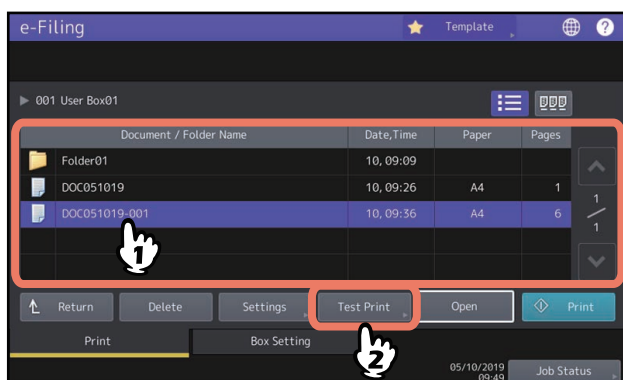 e-Filing Template ?
001 User Box01
Document / Folder Name Date,Time Paper Pages
Folder01 10, 09:09
DOC051019 10, 09:26 A4 1
DOC051019-001 10, 09:36 A4 6
1
1
1
Return Delete Settings Test Print Open Print
2
Print Box Setting
05/10/2019
09:49
Job Status